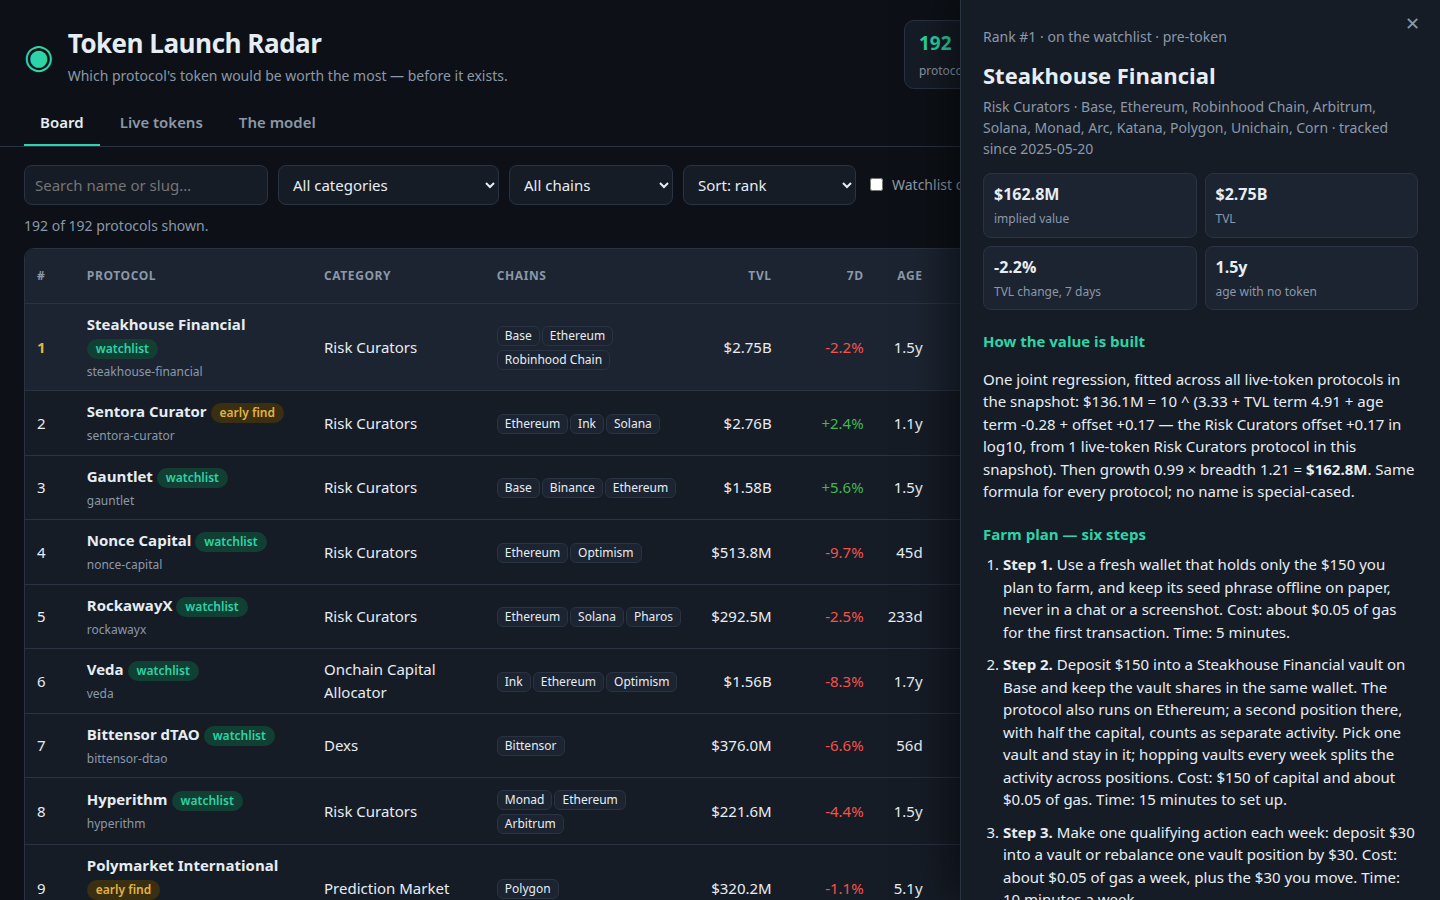 Token Launch Radar
Which protocol's token would be worth the most — before it exists.
192
Board
Live tokens
The model
Search name or slug...
All categories
All chains
Sort: rank
Watchlist
192 of 192 protocols shown.
# PROTOCOL CATEGORY CHAINS TVL 7D AGE
1 Steakhouse Financial watchlist steakhouse-financial Risk Curators Base Ethereum Robinhood Chain $2.75B -2.2% 1.5y
2 Sentora Curator early find sentora-curator Risk Curators Ethereum Ink Solana $2.76B +2.4% 1.1y
3 Gauntlet watchlist gauntlet Risk Curators Base Binance Ethereum $1.58B +5.6% 1.5y
4 Nonce Capital watchlist nonce-capital Risk Curators Ethereum Optimism $513.8M -9.7% 45d
5 RockawayX watchlist rockawayx Risk Curators Ethereum Solana Pharos $292.5M -2.5% 233d
6 Veda watchlist veda Onchain Capital Allocator Ink Ethereum Optimism $1.56B -8.3% 1.7y
7 Bittensor dTAO watchlist bittensor-dtao Dexs Bittensor $376.0M -6.6% 56d
8 Hyperithm watchlist hyperithm Risk Curators Monad Ethereum Arbitrum $221.6M -4.4% 1.5y
9 Polymarket International early find Prediction Market Polygon $320.2M -1.1% 5.1y
×
Rank #1 · on the watchlist · pre-token
Steakhouse Financial
Risk Curators · Base, Ethereum, Robinhood Chain, Arbitrum,
Solana, Monad, Arc, Katana, Polygon, Unichain, Corn · tracked
since 2025-05-20
$162.8M
implied value
$2.75B
TVL
-2.2%
TVL change, 7 days
1.5y
age with no token
How the value is built
One joint regression, fitted across all live-token protocols in
the snapshot: $136.1M = 10 ^ (3.33 + TVL term 4.91 + age
term -0.28 + offset +0.17 — the Risk Curators offset +0.17 in
log10, from 1 live-token Risk Curators protocol in this
snapshot). Then growth 0.99 × breadth 1.21 = $162.8M. Same
formula for every protocol; no name is special-cased.
Farm plan — six steps
1. Step 1. Use a fresh wallet that holds only the $150 you
plan to farm, and keep its seed phrase offline on paper,
never in a chat or a screenshot. Cost: about $0.05 of gas
for the first transaction. Time: 5 minutes.
2. Step 2. Deposit $150 into a Steakhouse Financial vault on
Base and keep the vault shares in the same wallet. The
protocol also runs on Ethereum; a second position there,
with half the capital, counts as separate activity. Pick one
vault and stay in it; hopping vaults every week splits the
activity across positions. Cost: $150 of capital and about
$0.05 of gas. Time: 15 minutes to set up.
3. Step 3. Make one qualifying action each week: deposit $30
into a vault or rebalance one vault position by $30. Cost:
about $0.05 of gas a week, plus the $30 you move. Time:
10 minutes a week.